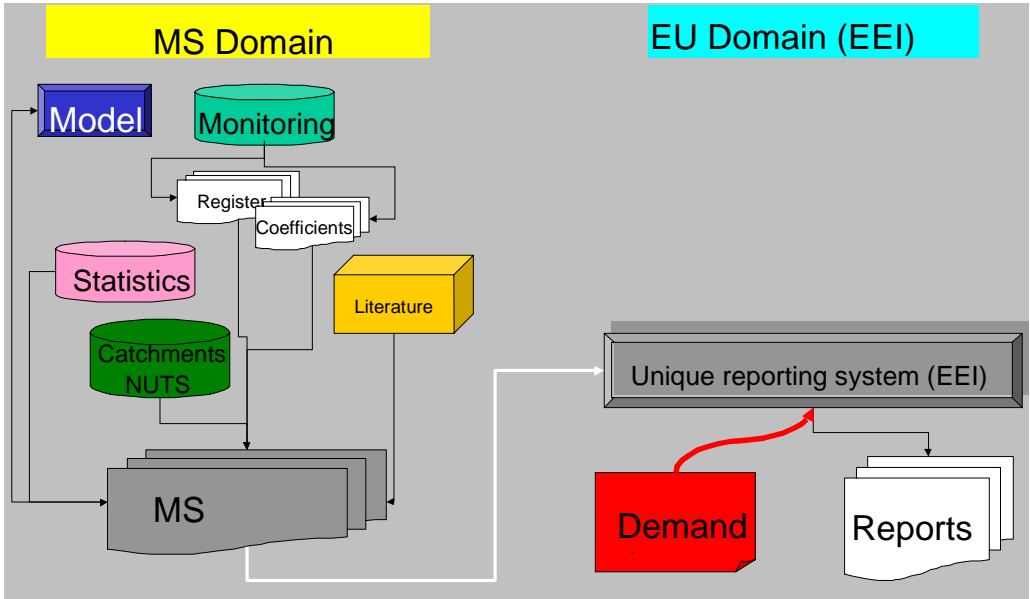 MS Domain
EU Domain (EEI)
Model
Monitoring
Register
Coefficients
Statistics
Literature
Catchments
NUTS
Unique reporting system (EEI)
MS
Demand
Reports